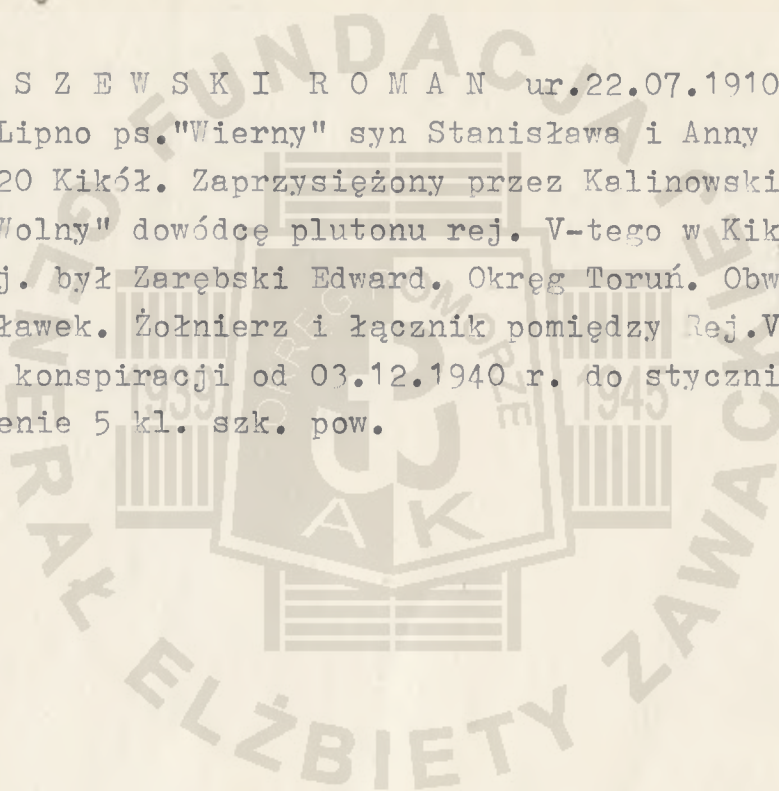 S Z E W S K I R O M A N ur.22.07.1910
Lipno ps."Wierny" syn Stanisława i Anny
20 Kikół. Zaprzysiężony przez Kalinowski
Wolny" dowódcę plutonu rej. V-tego w Kik
j. był Zarębski Edward. Okręg Toruń. Obw
ławek. Żołnierz i łącznik pomiędzy Rej.V
konspiracji od 03.12.1940 r. do styczni
enie 5 kl. szk. pow.
FUNDACJA
GENERAŁ ELŻBIETY ZAWACKIEJ
OKRĘG POMORZE
1939 1945
AK